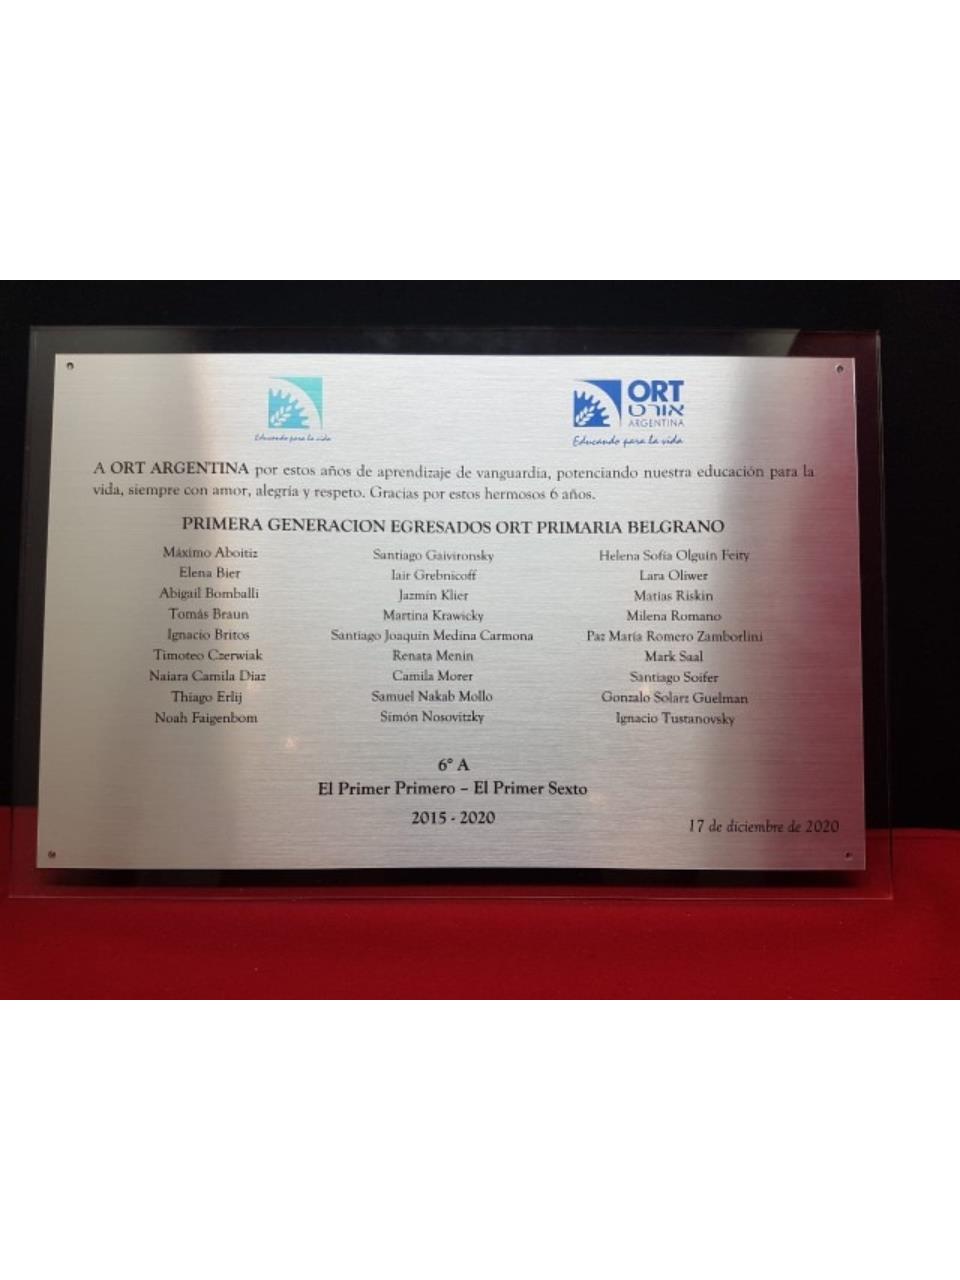 Educando para la vida
ORT
אורט
ARGENTINA
Educando para la vida
A ORT ARGENTINA por estos años de aprendizaje de vanguardia, potenciando nuestra educación para la
vida, siempre con amor, alegría y respeto. Gracias por estos hermosos 6 años.
PRIMERA GENERACION EGRESADOS ORT PRIMARIA BELGRANO
Máximo Aboitiz
Elena Bier
Abigail Bomballi
Tomás Braun
Ignacio Britos
Timoteo Czerwiak
Naiara Camila Diaz
Thiago Erlij
Noah Faigenbom
Santiago Gaivironsky
Iair Grebnicoff
Jazmín Klier
Martina Krawicky
Santiago Joaquín Medina Carmona
Renata Menin
Camila Morer
Samuel Nakab Mollo
Simón Nosovitzky
Helena Sofía Olguín Feity
Lara Oliwer
Matías Riskin
Milena Romano
Paz María Romero Zamborlini
Mark Saal
Santiago Soifer
Gonzalo Solarz Guelman
Ignacio Tustanovsky
6° A
El Primer Primero – El Primer Sexto
2015 - 2020
17 de diciembre de 2020